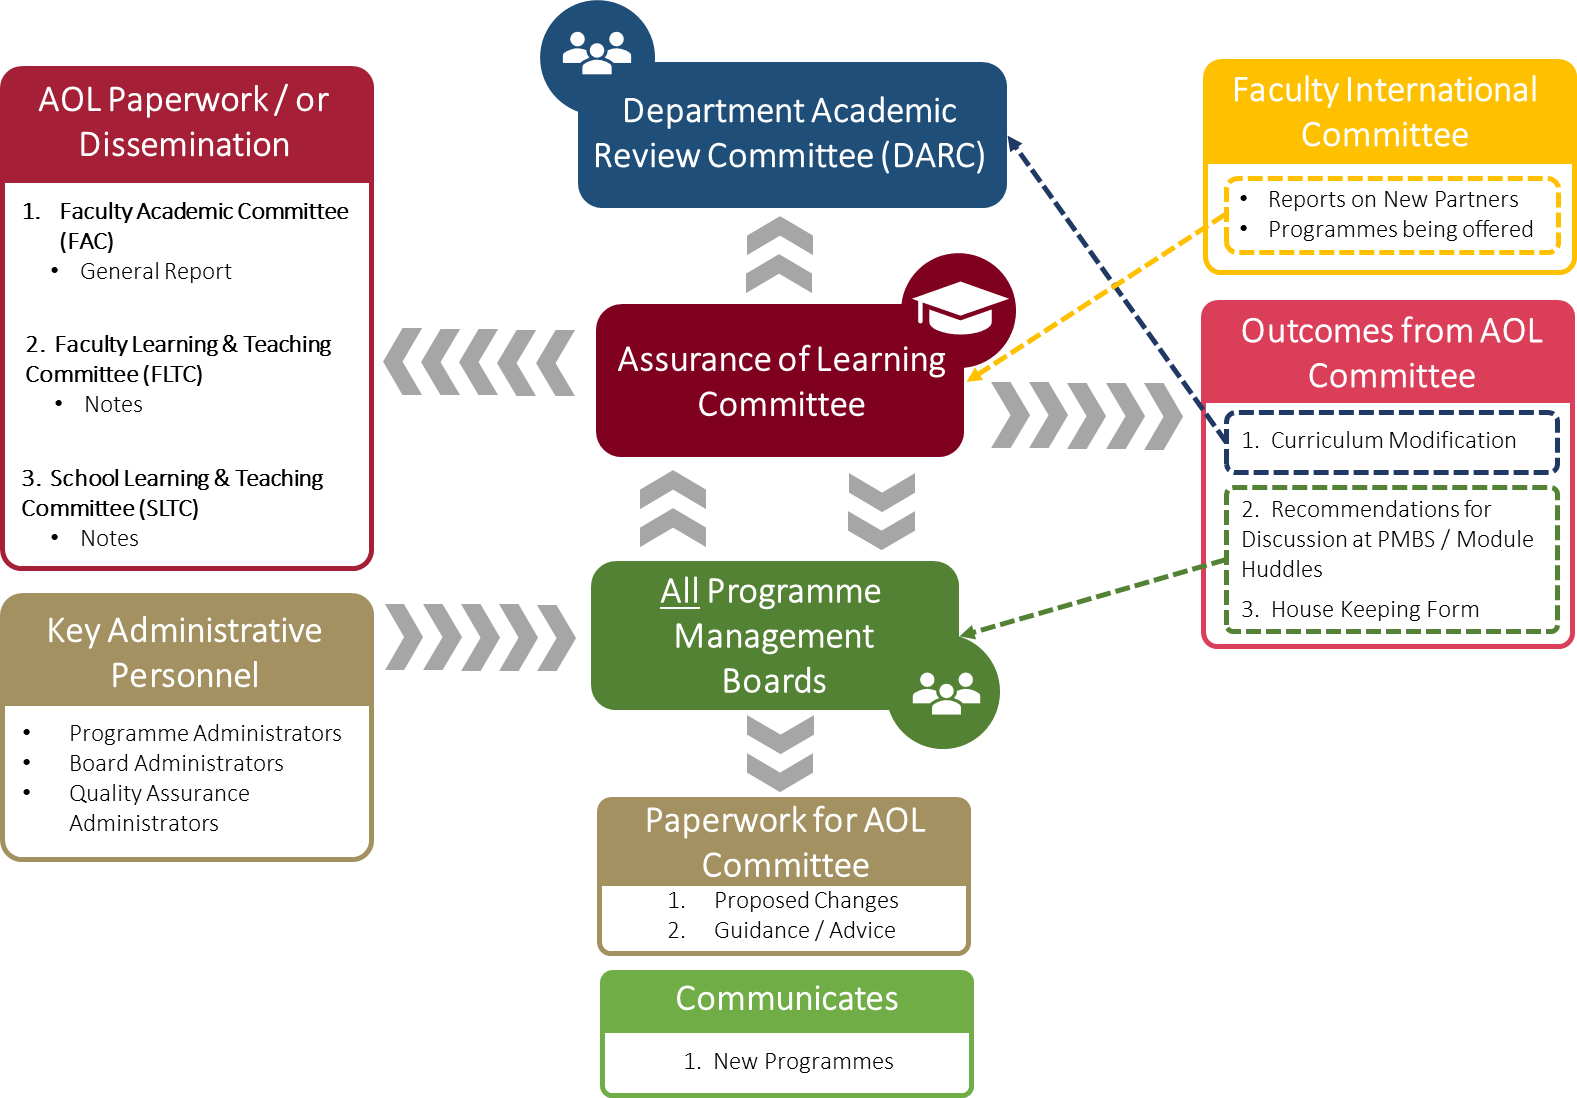 AOL Paperwork / or
Dissemination
1. Faculty Academic Committee
(FAC)
• General Report
2. Faculty Learning & Teaching
Committee (FLTC)
• Notes
3. School Learning & Teaching
Committee (SLTC)
• Notes
Key Administrative
Personnel
• Programme Administrators
• Board Administrators
• Quality Assurance
Administrators
Department Academic
Review Committee (DARC)
Assurance of Learning
Committee
All Programme
Management
Boards
Paperwork for AOL
Committee
1. Proposed Changes
2. Guidance / Advice
Communicates
1. New Programmes
Faculty International
Committee
• Reports on New Partners
• Programmes being offered
Outcomes from AOL
Committee
1. Curriculum Modification
2. Recommendations for
Discussion at PMBS / Module
Huddles
3. House Keeping Form